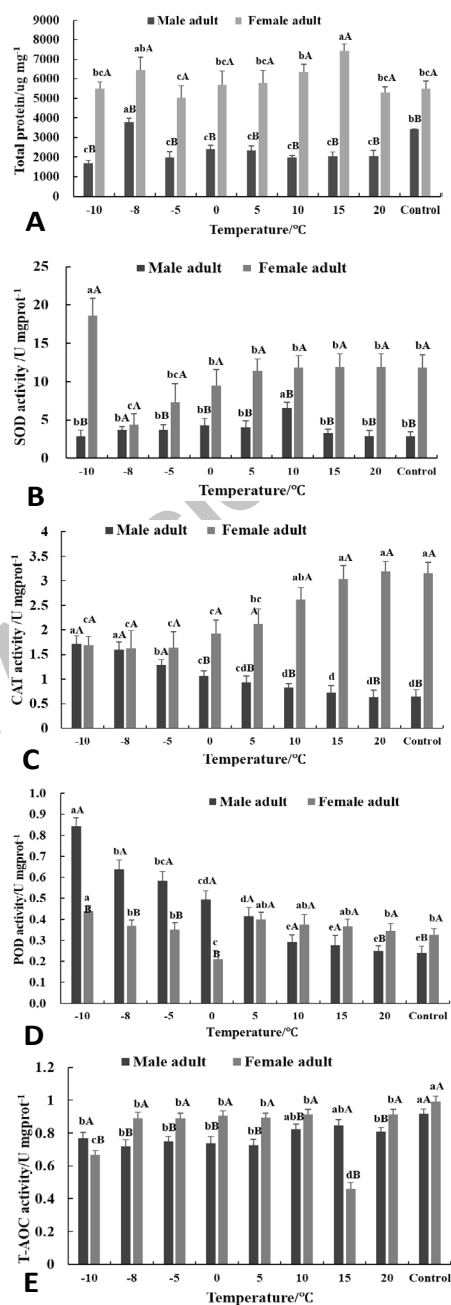 9000
Male adult
Female adult
8000
7000
6000
5000
4000
3000
2000
1000
0
Total protein/ug mg-1
cB bcA aB abA cB cA cB bcA cB bcA cB bA cB aA cB bcA bB bcA
-10 -8 -5 0 5 10 15 20 Control
Temperature/°C
A
25
Male adult
Female adult
20
15
10
5
0
SOD activity /U mgprot-1
bB aA bA cA bB bcA bB bA bB bA aB bA bB bA bB bA bB bA
-10 -8 -5 0 5 10 15 20 Control
Temperature/°C
B
4
Male adult
Female adult
3.5
3
2.5
2
1.5
1
0.5
0
CAT activity /U mgprot-1
aA cA aA cA bA cA cB cA cdB bc
A
dB abA d aA dB aA dB aA
-10 -8 -5 0 5 10 15 20 Control
Temperature/°C
C
1.0
Male adult
Female adult
0.9
0.8
0.7
0.6
0.5
0.4
0.3
0.2
0.1
0.0
POD activity/U mgprot-1
aA a
B
bA bB bcA bB cdA c
B
dA abA eA abA eA abA eB bA eB bA
-10 -8 -5 0 5 10 15 20 Control
Temperature/°C
D
1.2
Male adult
Female adult
1
0.8
0.6
0.4
0.2
0
T-AOC activity/U mgprot-1
bA cB bB bA bB bA bB bA bB bA abB bA abA dB bB bA aA aA
-10 -8 -5 0 5 10 15 20 Control
Temperature/°C
E